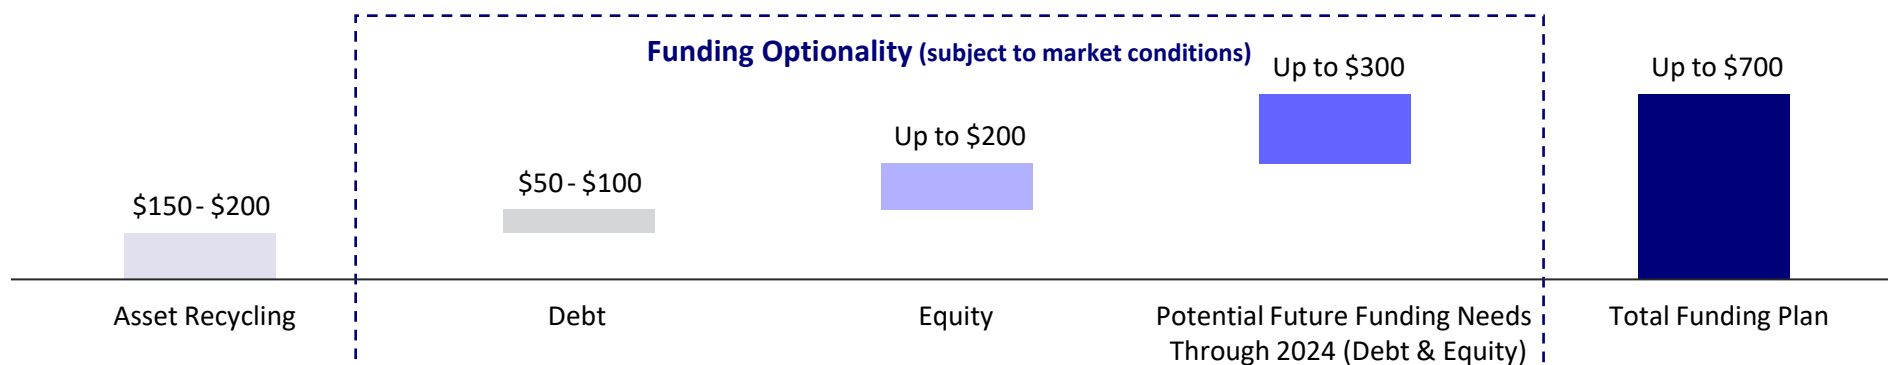 Funding Optionality (subject to market conditions)
Up to $300
Up to $700
Up to $200
$50 - $100
$150 - $200
Asset Recycling
Debt
Equity
Potential Future Funding Needs
Through 2024 (Debt & Equity)
Total Funding Plan